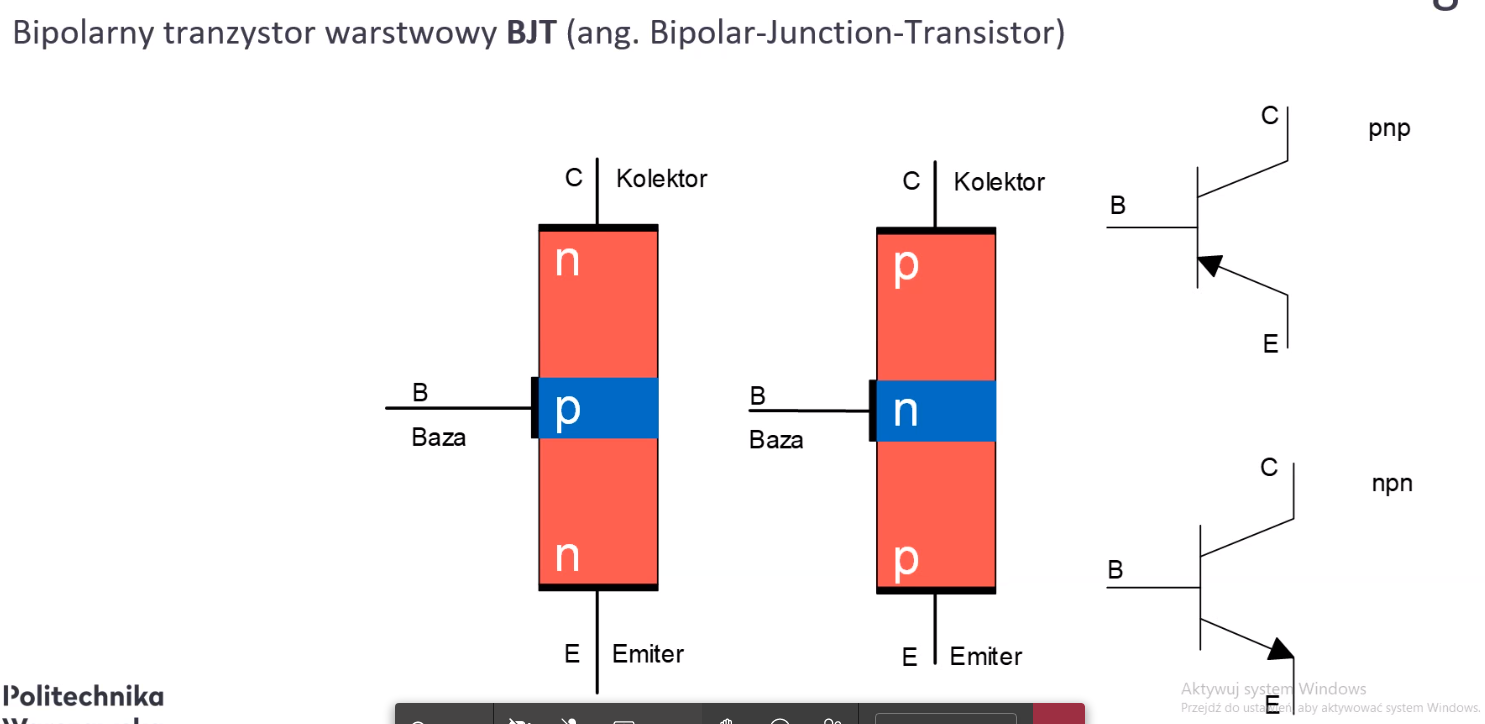 Bipolarny tranzystor warstwowy BJT (ang. Bipolar-Junction-Transistor)
C Kolektor
n
B
p
Baza
n
E Emiter
C Kolektor
p
B
n
Baza
p
E Emiter
C
pnp
B
E
C
npn
B
E
Aktywuj system Windows
Przejdź do ustawień, aby aktywować system Windows.
Politechnika